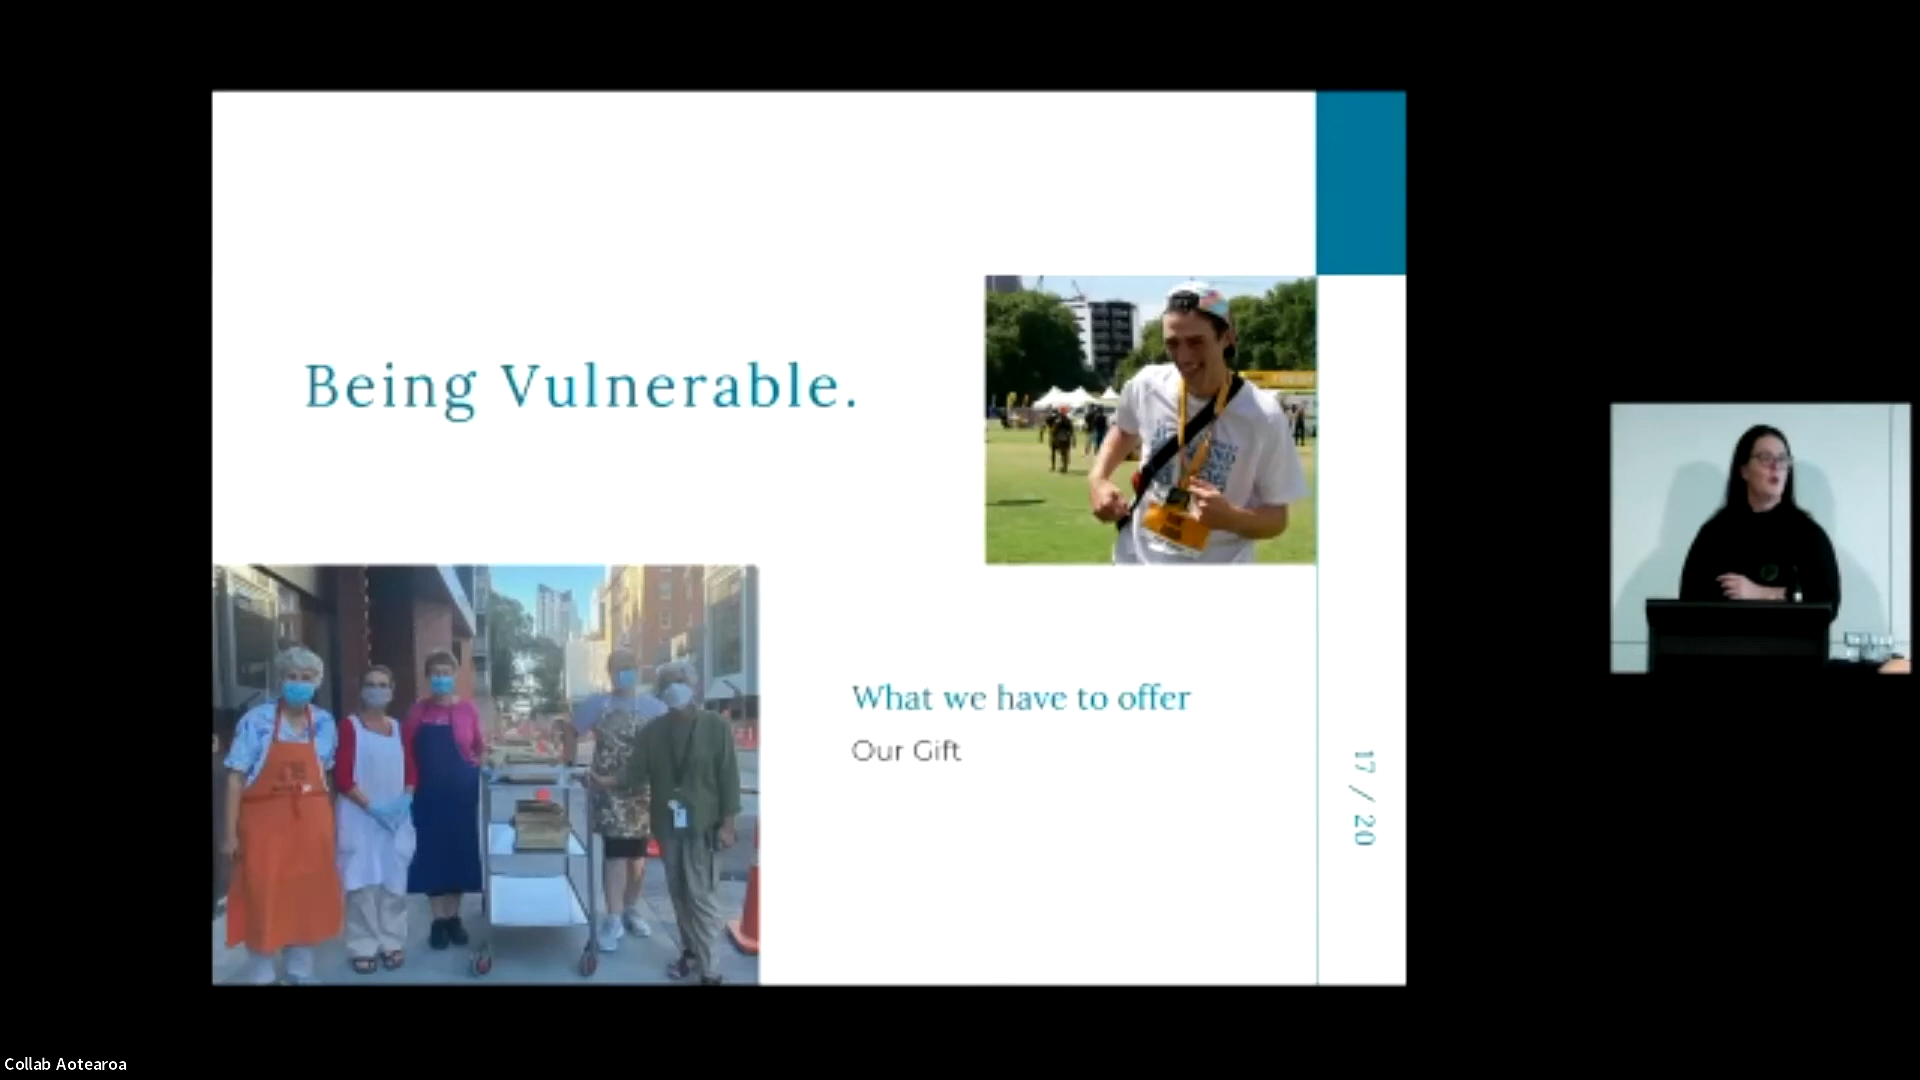 Being Vulnerable.
What we have to offer
Our Gift
17 / 20
Collab Aotearoa